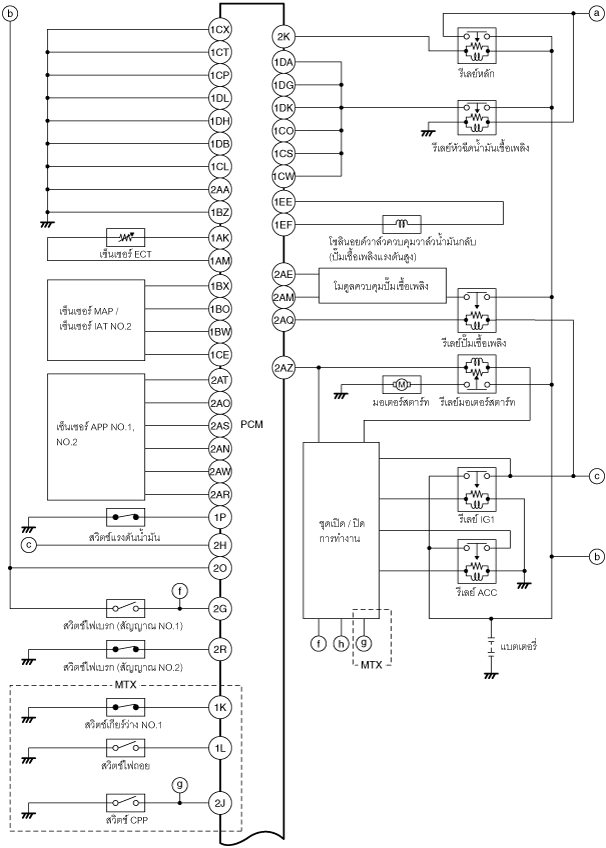 b
a
1CX
1CT
1CP
1DL
1DH
1DB
1CL
2AA
1BZ
1AK
เซ็นเซอร์ ECT
1AM
1BX
1BO
1BW
1CE
เซ็นเซอร์ MAP /
เซ็นเซอร์ IAT NO.2
2AT
2AO
2AS
2AN
2AW
2AR
เซ็นเซอร์ APP NO.1,
NO.2
PCM
1P
สวิตช์แรงดันน้ำมัน
c
2H
2O
f
2G
สวิตช์ไฟเบรก (สัญญาณ NO.1)
2R
สวิตช์ไฟเบรก (สัญญาณ NO.2)
MTX
1K
สวิตช์เกียร์ว่าง NO.1
1L
สวิตช์ไฟถอย
g
2J
สวิตช์ CPP
2K
รีเลย์หลัก
1DA
1DG
1DK
1CO
1CS
1CW
รีเลย์หัวฉีดน้ำมันเชื้อเพลิง
1EE
1EF
โซลินอยด์วาล์วควบคุมวาล์วน้ำมันกลับ
(ปั๊มเชื้อเพลิงแรงดันสูง)
2AE
2AM
โมดูลควบคุมปั๊มเชื้อเพลิง
2AQ
รีเลย์ปั๊มเชื้อเพลิง
2AZ
M
มอเตอร์สตาร์ท
รีเลย์มอเตอร์สตาร์ท
ชุดเปิด / ปิด
การทำงาน
รีเลย์ IG1
c
รีเลย์ ACC
b
f
h
g
MTX
แบตเตอรี่